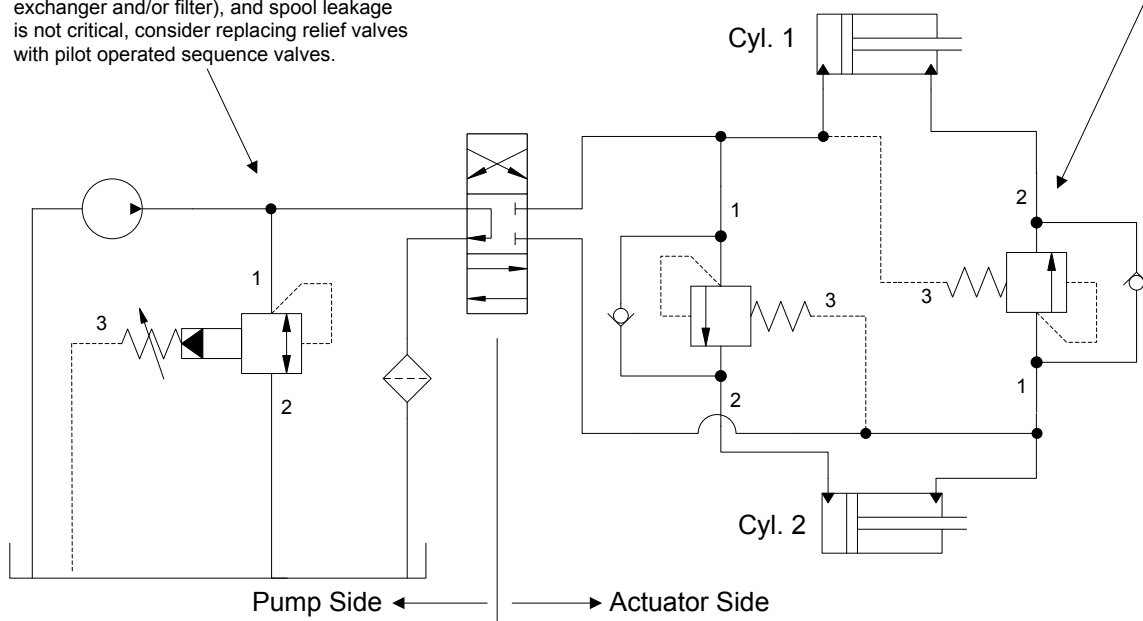 exchanger and/or filter), and spool leakage
is not critical, consider replacing relief valves
with pilot operated sequence valves.
Cyl. 1
1
2
3
3
1
3
2
2
1
Cyl. 2
Pump Side
Actuator Side